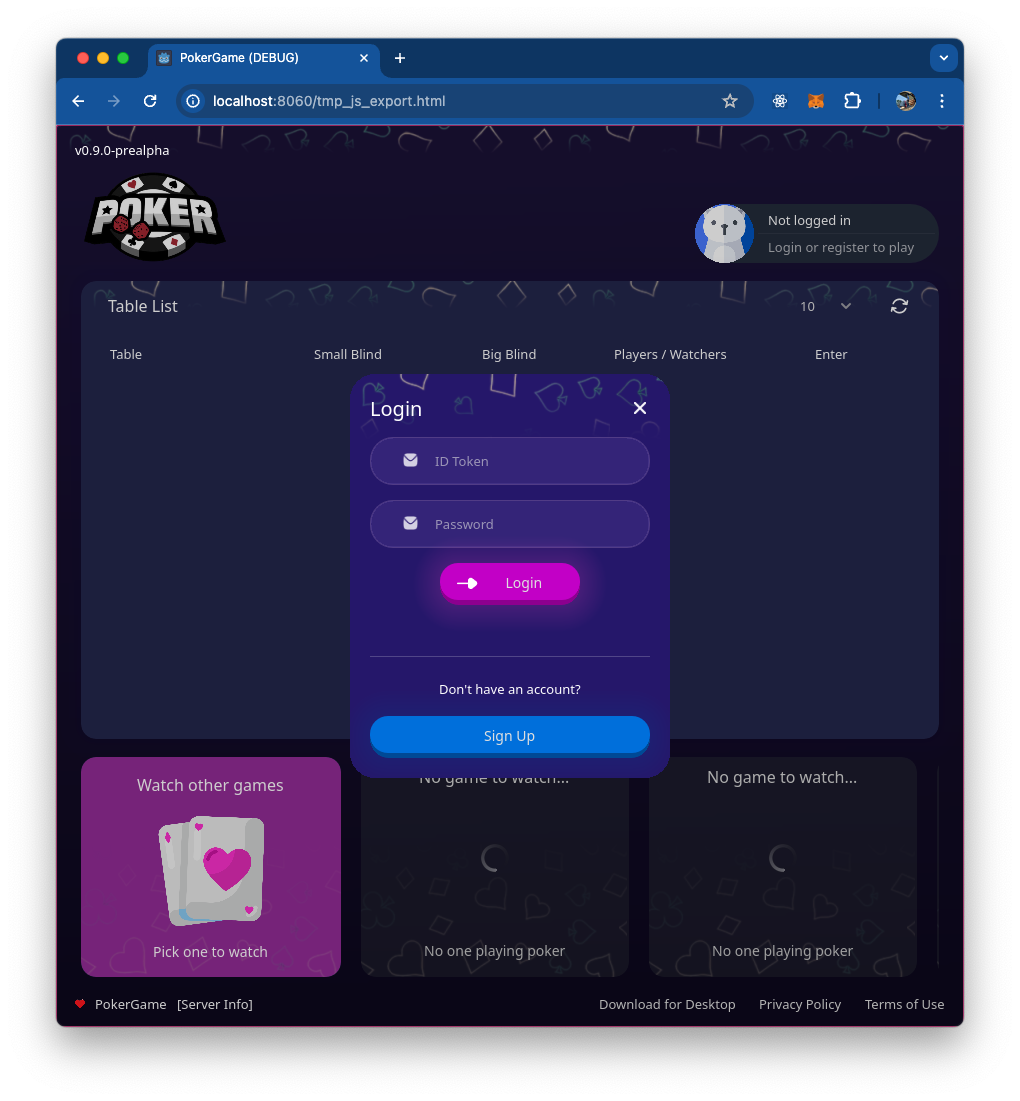 PokerGame (DEBUG)
localhost:8060/tmp_js_export.html
v0.9.0-prealpha
POKER
Not logged in
Login or register to play
Table List
10
Table Small Blind Big Blind Players / Watchers Enter
Login
ID Token
Password
Login
Don't have an account?
Sign Up
Watch other games
No game to watch...
No game to watch...
Pick one to watch
No one playing poker
No one playing poker
PokerGame [Server Info]
Download for Desktop Privacy Policy Terms of Use